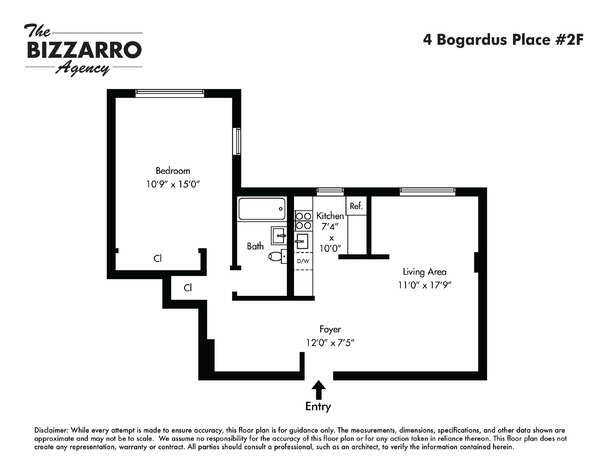 The
BIZZARRO
Agency
4 Bogardus Place #2F
Bedroom
10'9" x 15'0"
Cl
Cl
Bath
Kitchen
7'4"
x
10'0"
Ref.
D/W
Living Area
11'0" x 17'9"
Foyer
12'0" x 7'5"
Entry
Disclaimer: While every attempt is made to ensure accuracy, this floor plan is for guidance only. The measurements, dimensions, specifications, and other data shown are
approximate and may not be to scale. We assume no responsibility for the accuracy of this floor plan or for any action taken in reliance thereon. This floor plan does not
create any representation, warranty or contract. All parties should consult a professional, such as an architect, to verify the information contained herein.